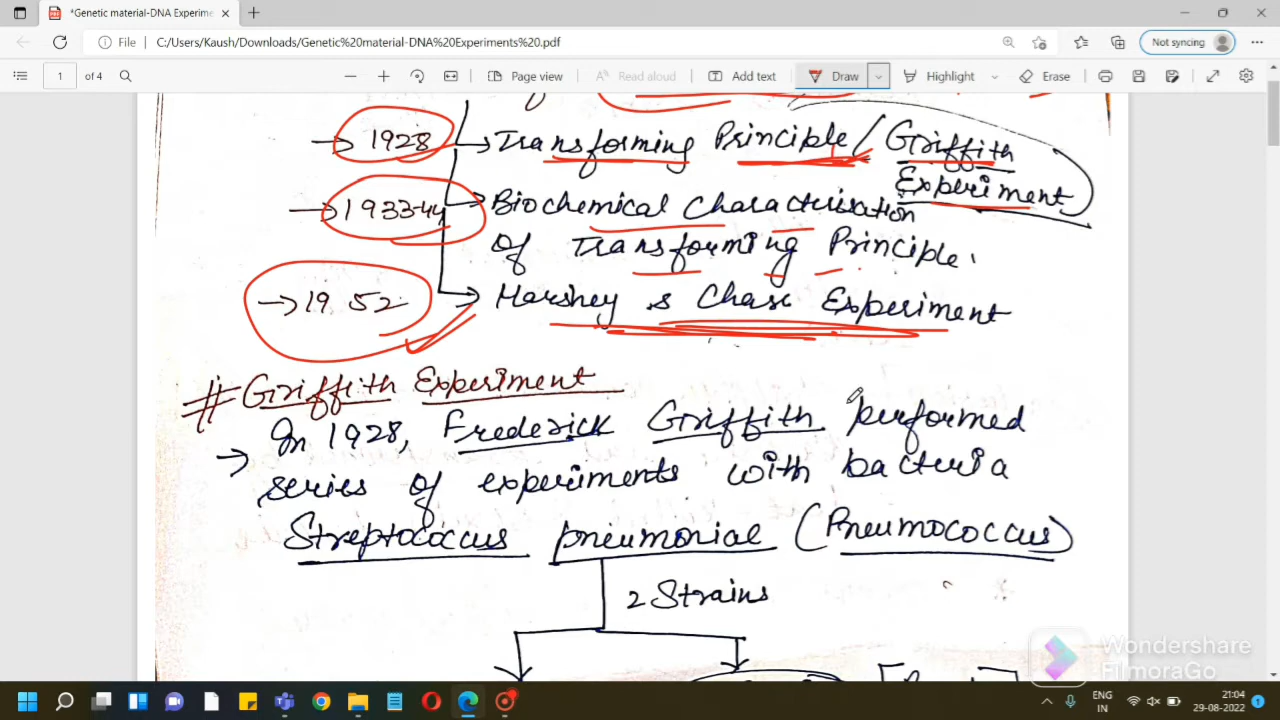 *Genetic material-DNA Experime
File C:/Users/Kaush/Downloads/Genetic%20material-DNA%20Experiments%20.pdf
Not syncing
1 of 4
Page view
Read aloud
Add text
Draw
Highlight
Erase
→ 1928 → Transforming Principle / Griffith
Experiment
→ 1933-44 → Biochemical Characterisation
of Transforming Principle.
→ 1952 → Harshey & Chase Experiment
# Griffith Experiment
→ In 1928, Frederick Griffith performed
series of experiments with bacteria
Streptococcus pneumoniae (Pneumococcus)
2 Strains
Wondershare
FilmoraGo
ENG
IN
21:04
29-08-2022